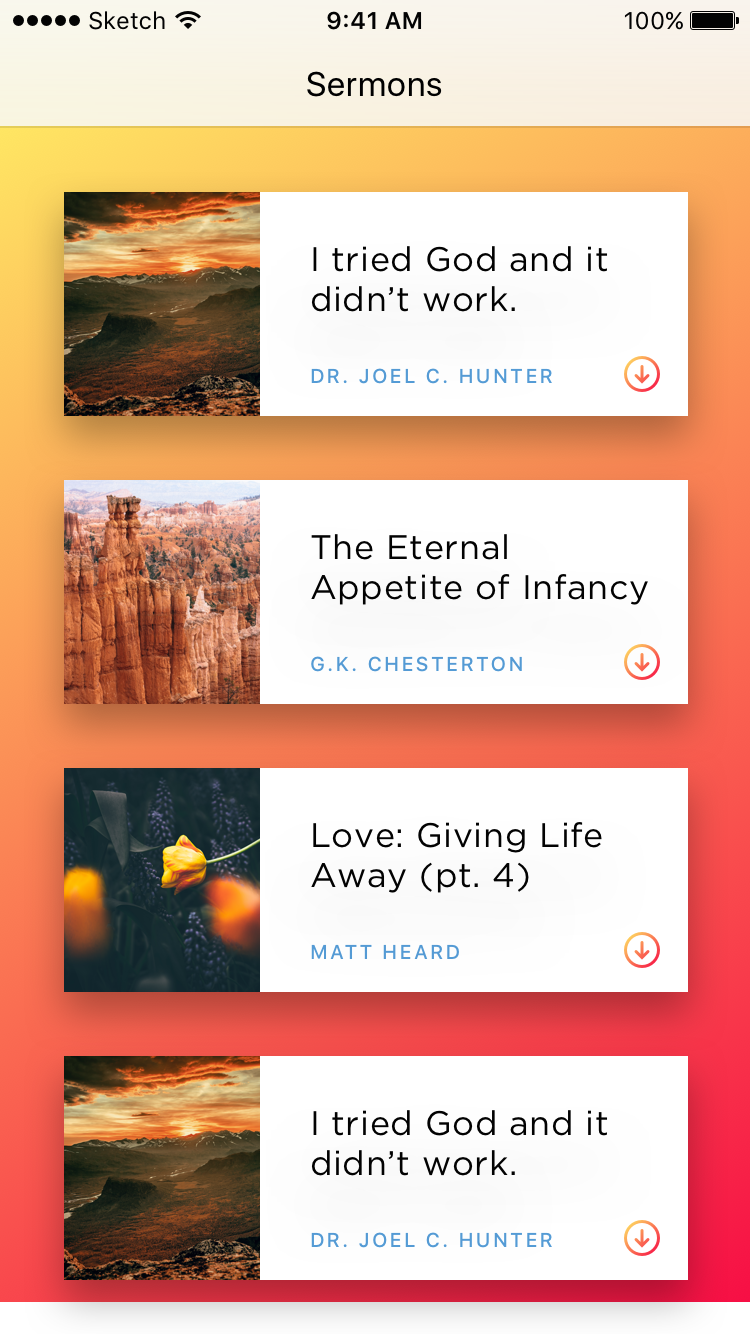 Sketch 9:41 AM 100%
Sermons
I tried God and it
didn’t work.
DR. JOEL C. HUNTER
The Eternal
Appetite of Infancy
G.K. CHESTERTON
Love: Giving Life
Away (pt. 4)
MATT HEARD
I tried God and it
didn’t work.
DR. JOEL C. HUNTER